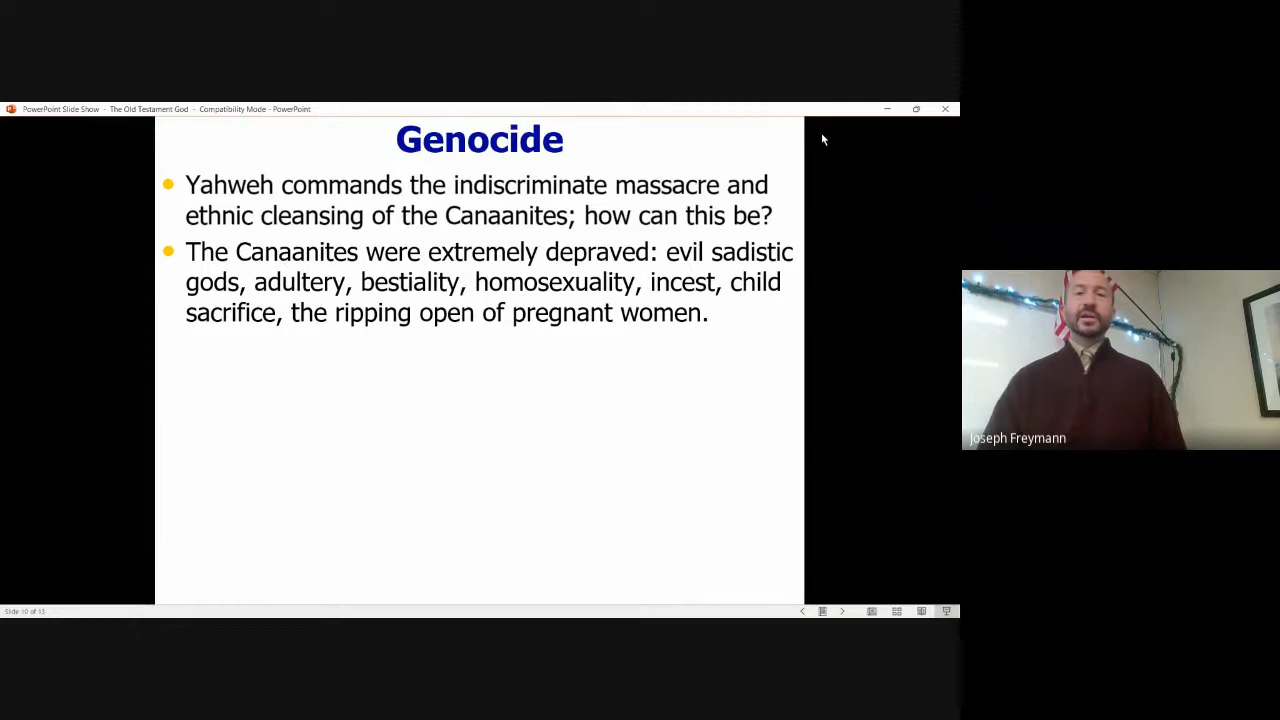 PowerPoint Slide Show - The Old Testament God - Compatibility Mode - PowerPoint
Genocide
Yahweh commands the indiscriminate massacre and
ethnic cleansing of the Canaanites; how can this be?
The Canaanites were extremely depraved: evil sadistic
gods, adultery, bestiality, homosexuality, incest, child
sacrifice, the ripping open of pregnant women.
Joseph Freymann
Slide 10 of 13